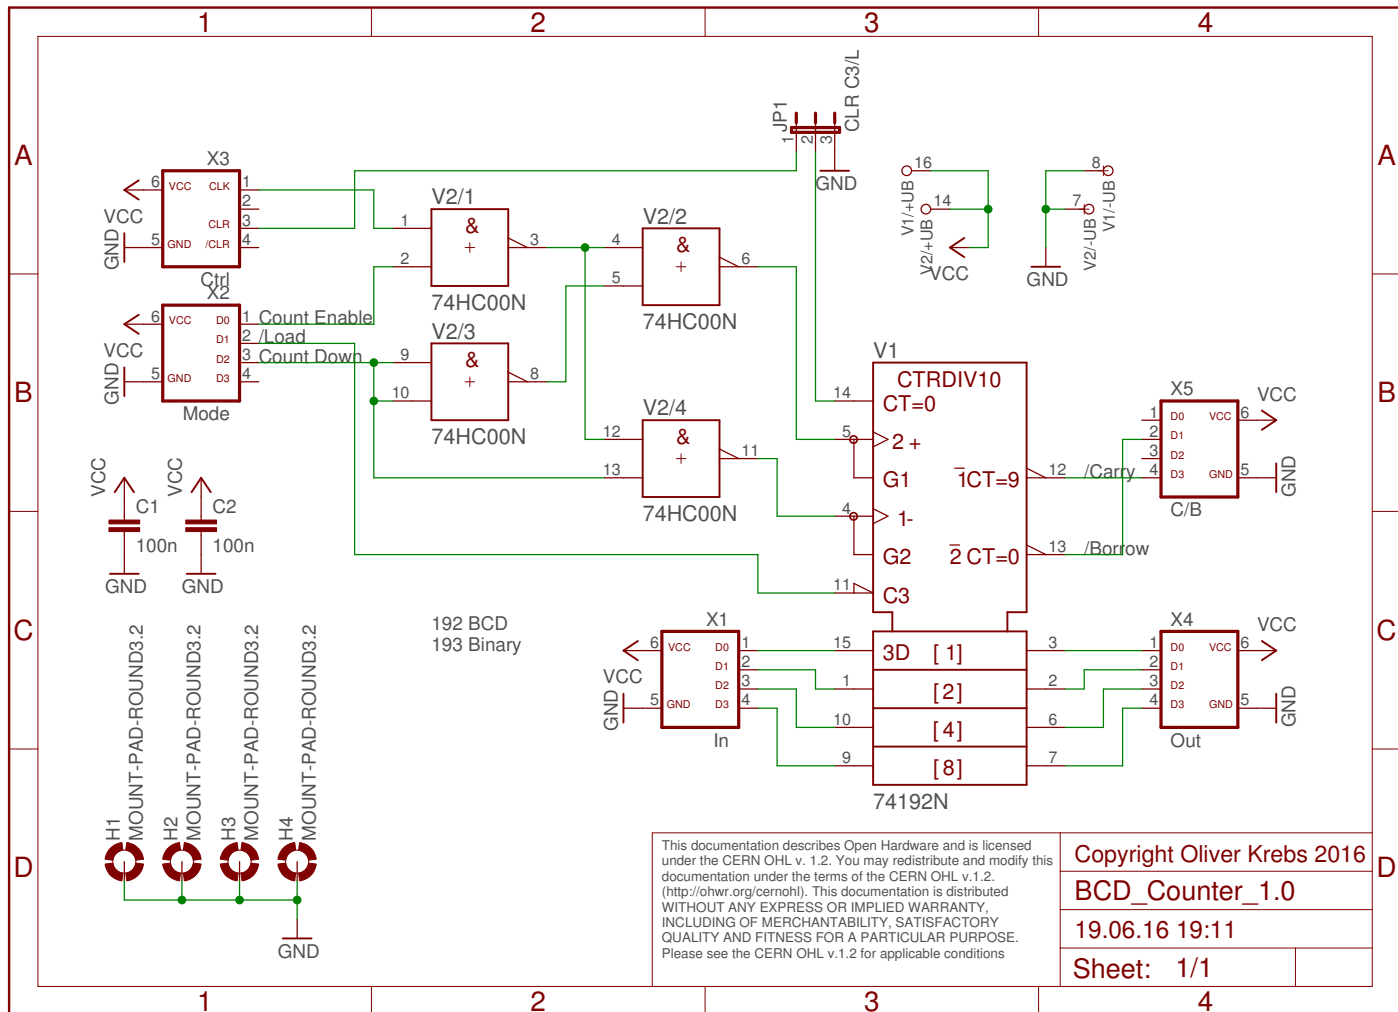 1 2 3 4
A A
B B
C C
D D
1 2 3 4
X3
6 VCC CLK 1
2
CLR 3
5 GND /CLR 4
VCC
GND
Ctrl
X2
6 VCC D0 1 Count Enable
D1 2 /Load
D2 3 Count Down
5 GND D3 4
VCC
GND
Mode
V2/1
1 & 3
2 +
74HC00N
V2/2
4 & 6
5 +
74HC00N
V2/3
9 & 8
10 +
74HC00N
V2/4
12 & 11
13 +
74HC00N
JP1
1 2 3
CLR C3/L
GND
16
V1/+UB
14
V2/+UB
VCC
8
V1/-UB
7
V2/-UB
GND
V1
CTRDIV10
14 CT=0
5 2 +
G1
4 1-
G2
11 C3
1̅CT=9 12 /Carry
2̅ CT=0 13 /Borrow
15 3D [ 1] 3
1 [2] 2
10 [4] 6
9 [8] 7
74192N
X5
1 D0 VCC 6
2 D1
3 D2
4 D3 GND 5
VCC
GND
C/B
VCC
C1
100n
GND
VCC
C2
100n
GND
192 BCD
193 Binary
X1
6 VCC D0 1
D1 2
D2 3
5 GND D3 4
VCC
GND
In
X4
1 D0 VCC 6
2 D1
3 D2
4 D3 GND 5
VCC
GND
Out
H1
MOUNT-PAD-ROUND3.2
H2
MOUNT-PAD-ROUND3.2
H3
MOUNT-PAD-ROUND3.2
H4
MOUNT-PAD-ROUND3.2
GND
This documentation describes Open Hardware and is licensed
under the CERN OHL v. 1.2. You may redistribute and modify this
documentation under the terms of the CERN OHL v.1.2.
(http://ohwr.org/cernohl). This documentation is distributed
WITHOUT ANY EXPRESS OR IMPLIED WARRANTY,
INCLUDING OF MERCHANTABILITY, SATISFACTORY
QUALITY AND FITNESS FOR A PARTICULAR PURPOSE.
Please see the CERN OHL v.1.2 for applicable conditions
Copyright Oliver Krebs 2016
BCD_Counter_1.0
19.06.16 19:11
Sheet: 1/1